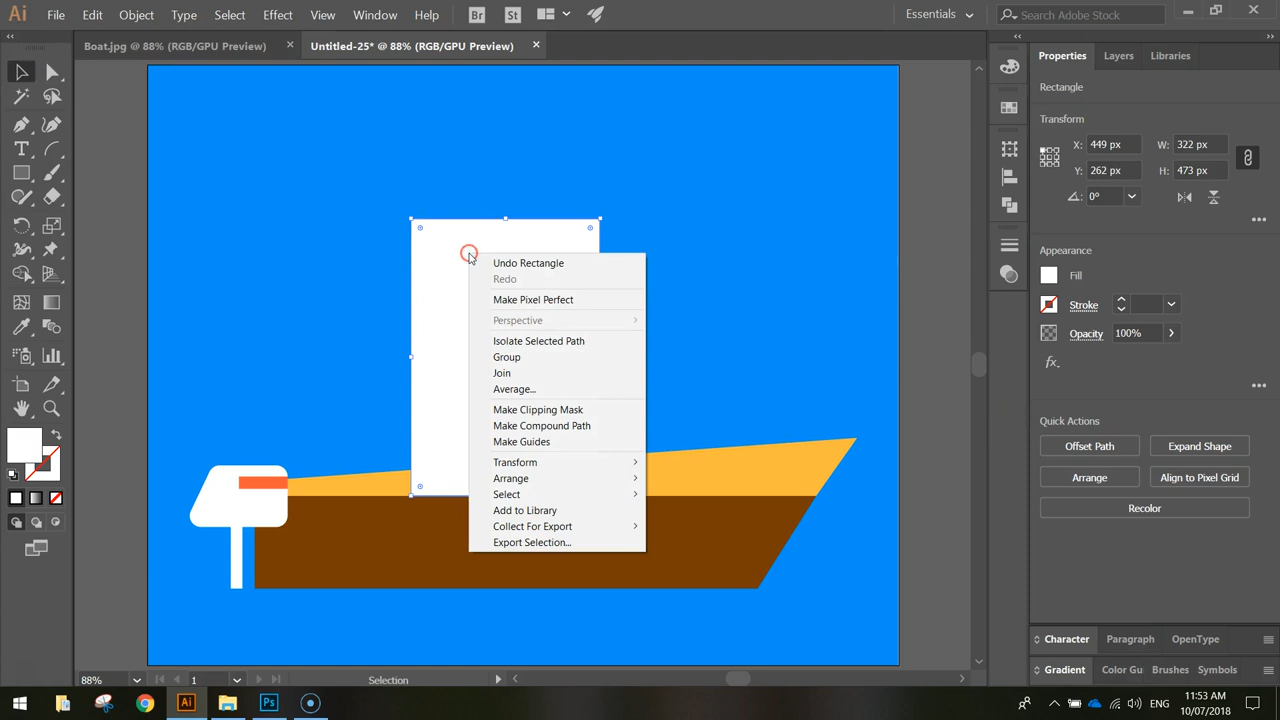 Ai File Edit Object Type Select Effect View Window Help Br St Essentials Search Adobe Stock
Boat.jpg @ 88% (RGB/GPU Preview) Untitled-25* @ 88% (RGB/GPU Preview)
Properties Layers Libraries
Rectangle
Transform
X: 449 px W: 322 px
Y: 262 px H: 473 px
0°
Appearance
Fill
Stroke
Opacity 100%
fx.
Quick Actions
Offset Path Expand Shape
Arrange Align to Pixel Grid
Recolor
Character Paragraph OpenType
Gradient Color Gu Brushes Symbols
Undo Rectangle
Redo
Make Pixel Perfect
Perspective
Isolate Selected Path
Group
Join
Average...
Make Clipping Mask
Make Compound Path
Make Guides
Transform
Arrange
Select
Add to Library
Collect For Export
Export Selection...
88% 1 Selection
Ai Ps ENG 11:53 AM
10/07/2018